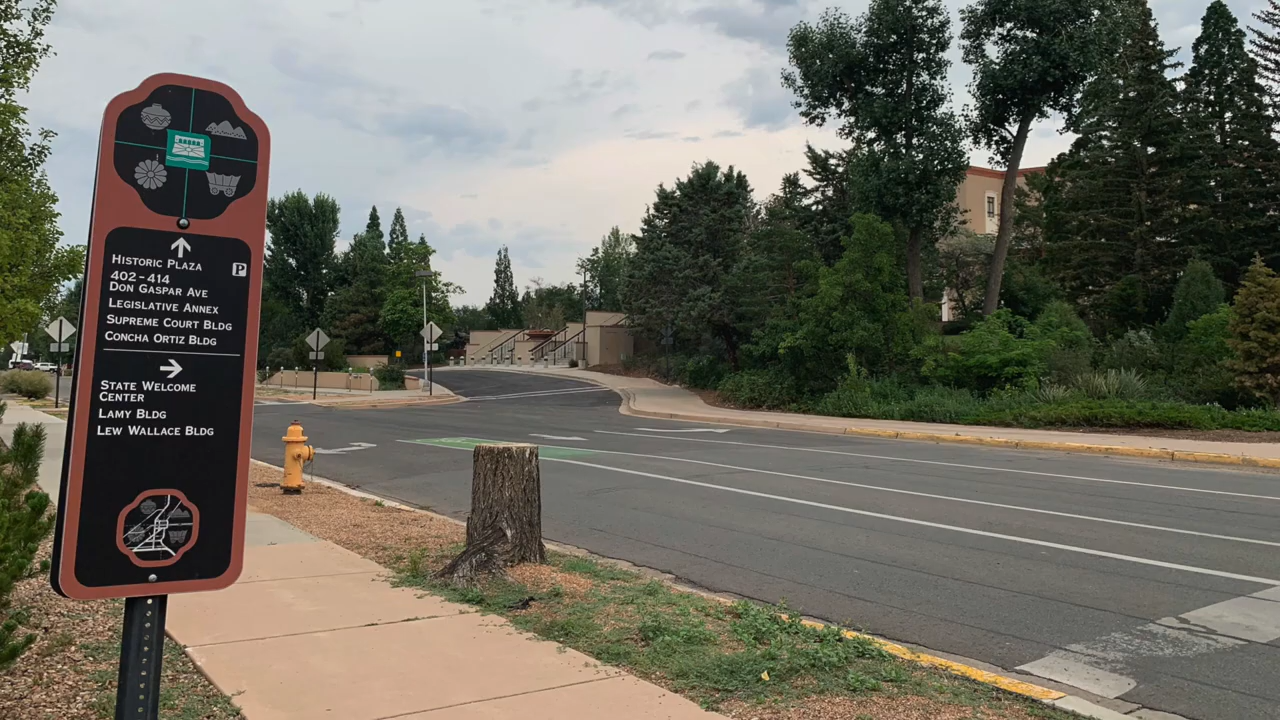 Historic Plaza
P
402-414
Don Gaspar Ave
Legislative Annex
Supreme Court Bldg
Concha Ortiz Bldg
State Welcome
Center
Lamy Bldg
Lew Wallace Bldg